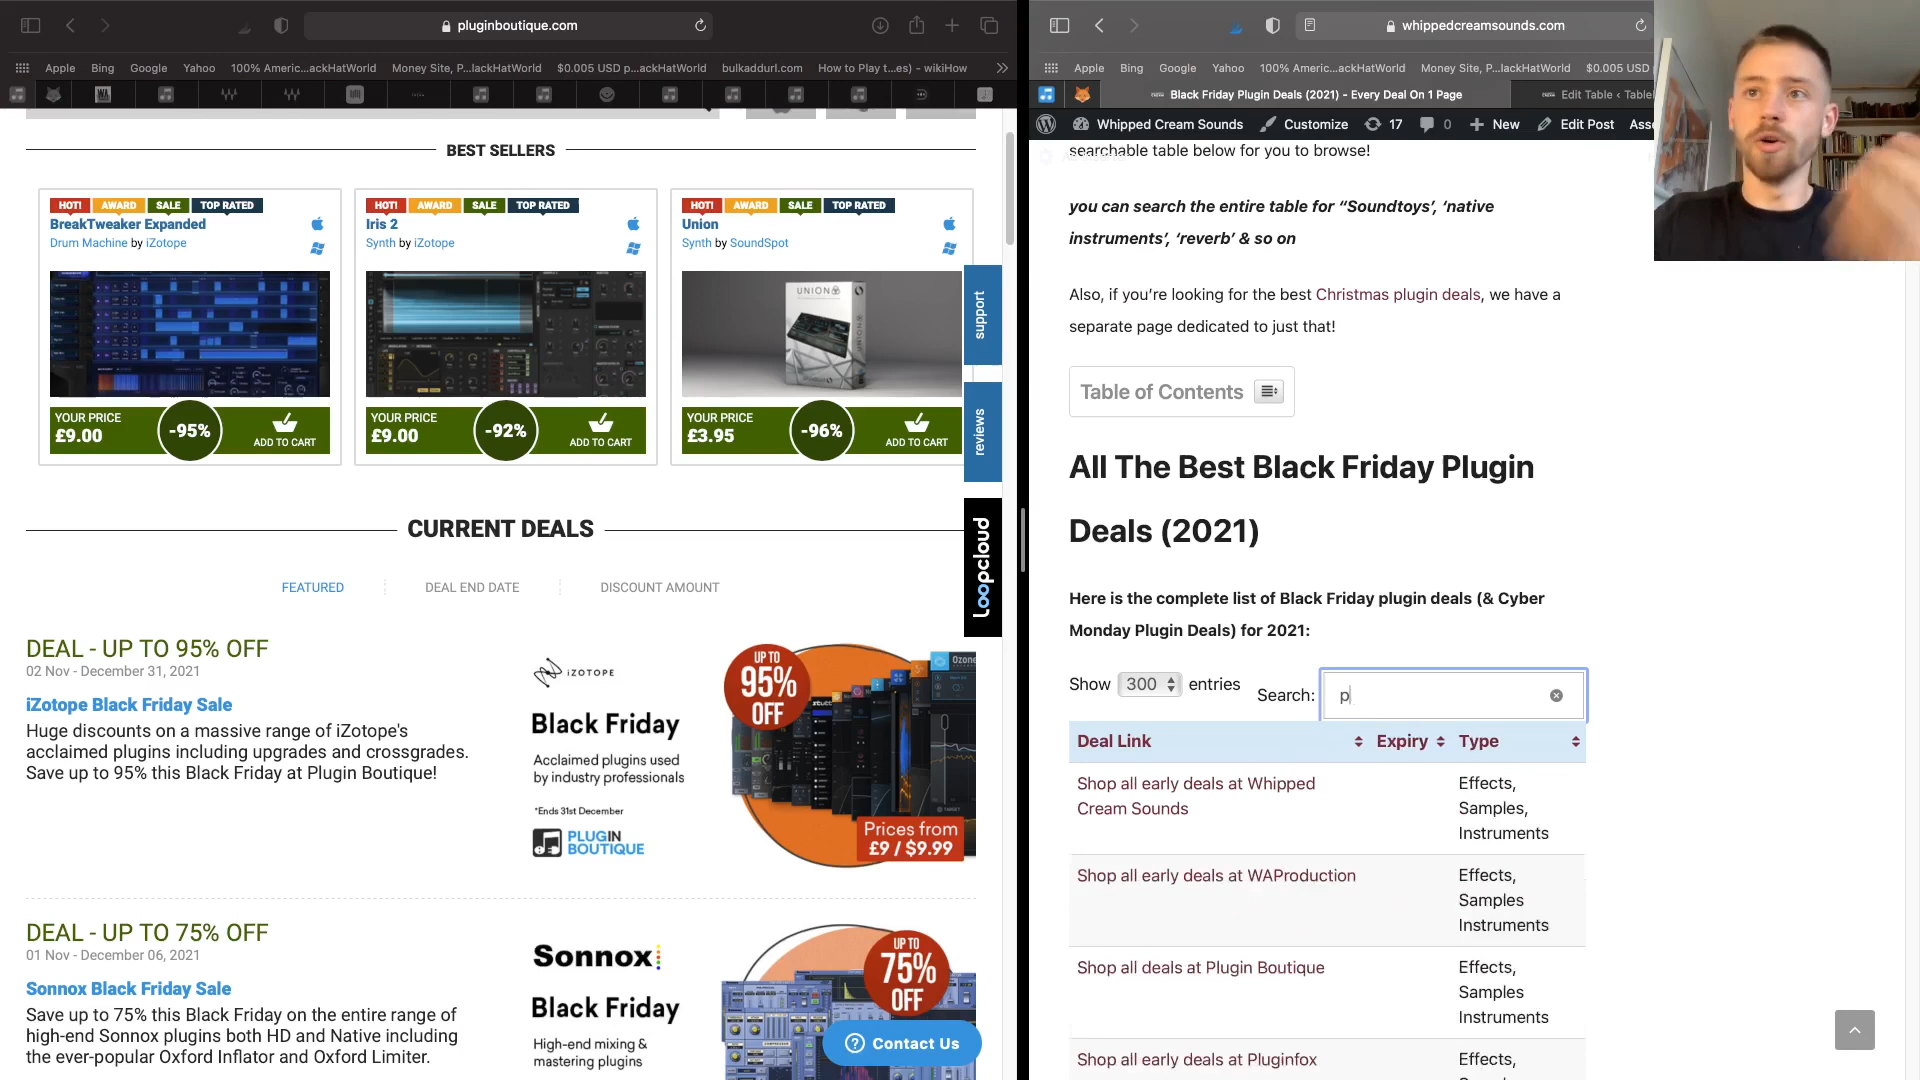 pluginboutique.com
Apple Bing Google Yahoo 100% Americ...ackHatWorld Money Site, P...lackHatWorld $0.005 USD p...ackHatWorld bulkaddurl.com How to Play t...es) – wikiHow
BEST SELLERS
HOT! AWARD SALE TOP RATED
BreakTweaker Expanded
Drum Machine by iZotope
YOUR PRICE
£9.00
-95%
ADD TO CART
HOT! AWARD SALE TOP RATED
Iris 2
Synth by iZotope
YOUR PRICE
£9.00
-92%
ADD TO CART
HOT! AWARD SALE TOP RATED
Union
Synth by SoundSpot
UNION
YOUR PRICE
£3.95
-96%
ADD TO CART
support
reviews
loopcloud
CURRENT DEALS
FEATURED DEAL END DATE DISCOUNT AMOUNT
DEAL - UP TO 95% OFF
02 Nov - December 31, 2021
iZotope Black Friday Sale
Huge discounts on a massive range of iZotope's
acclaimed plugins including upgrades and crossgrades.
Save up to 95% this Black Friday at Plugin Boutique!
iZOTOPE
Black Friday
Acclaimed plugins used
by industry professionals
*Ends 31st December
PLUGIN
BOUTIQUE
UP TO
95%
OFF
Ozone
Prices from
£9 / $9.99
DEAL - UP TO 75% OFF
01 Nov - December 06, 2021
Sonnox Black Friday Sale
Save up to 75% this Black Friday on the entire range of
high-end Sonnox plugins both HD and Native including
the ever-popular Oxford Inflator and Oxford Limiter.
Sonnox
Black Friday
High-end mixing &
mastering plugins
UP TO
75%
OFF
Contact Us
whippedcreamsounds.com
Apple Bing Google Yahoo 100% Americ...ackHatWorld Money Site, P...lackHatWorld $0.005 USD
Black Friday Plugin Deals (2021) - Every Deal On 1 Page
Edit Table ‹ Table
Whipped Cream Sounds Customize 17 0 New Edit Post Asse
searchable table below for you to browse!
you can search the entire table for “Soundtoys’, ‘native
instruments’, ‘reverb’ & so on
Also, if you’re looking for the best Christmas plugin deals, we have a
separate page dedicated to just that!
Table of Contents
All The Best Black Friday Plugin
Deals (2021)
Here is the complete list of Black Friday plugin deals (& Cyber
Monday Plugin Deals) for 2021:
Show 300 entries
Search: p
Deal Link Expiry Type
Shop all early deals at Whipped
Cream Sounds
Effects,
Samples,
Instruments
Shop all early deals at WAProduction
Effects,
Samples
Instruments
Shop all deals at Plugin Boutique
Effects,
Samples
Instruments
Shop all early deals at Pluginfox
Effects,